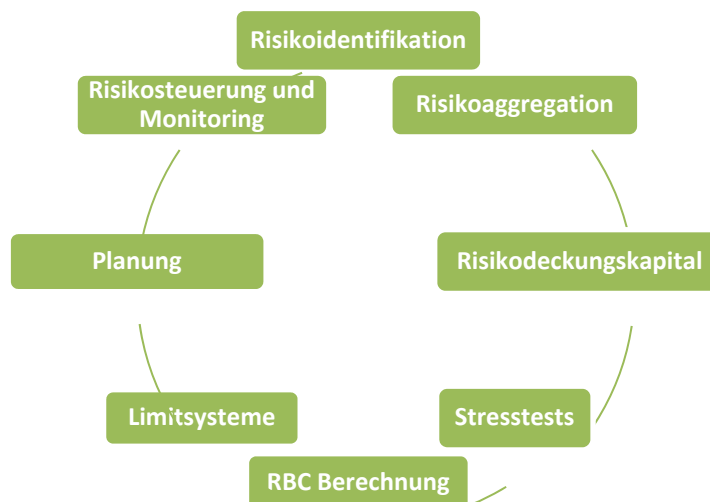 Risikoidentifikation
Risikoaggregation
Risikodeckungskapital
Stresstests
RBC Berechnung
Limitsysteme
Planung
Risikosteuerung und
Monitoring